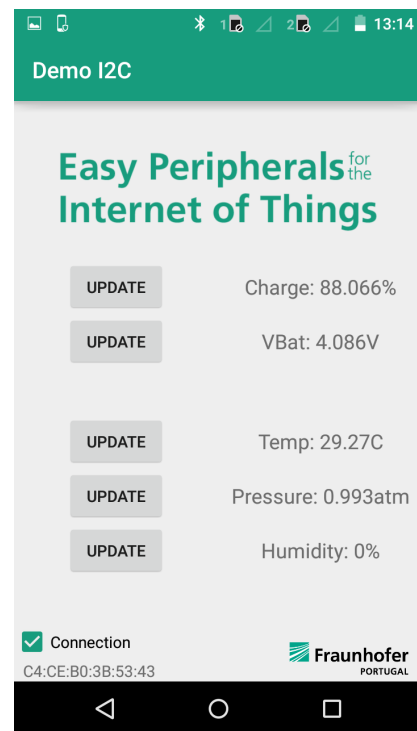 1 2 13:14
Demo I2C
Easy Peripherals for the
Internet of Things
UPDATE Charge: 88.066%
UPDATE VBat: 4.086V
UPDATE Temp: 29.27C
UPDATE Pressure: 0.993atm
UPDATE Humidity: 0%
Connection
C4:CE:B0:3B:53:43
Fraunhofer
PORTUGAL